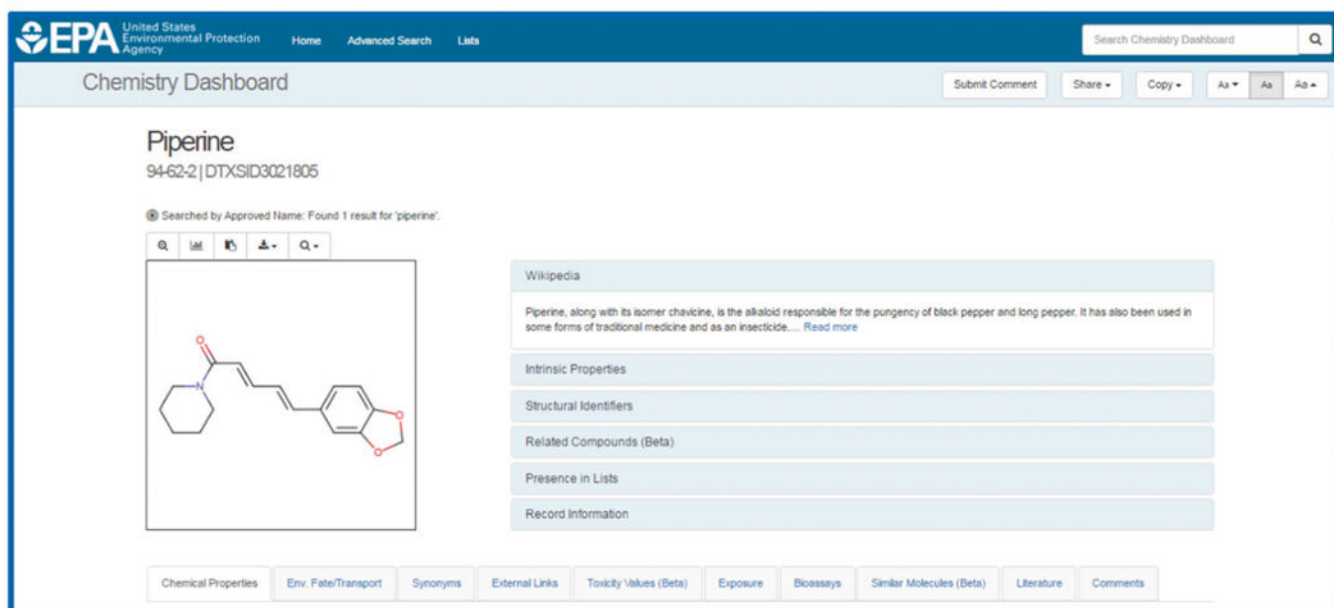 EPA United States
Environmental Protection
Agency
Home Advanced Search Lists
Search Chemistry Dashboard
Chemistry Dashboard
Submit Comment Share Copy Aa Aa Aa
Piperine
94-62-2 | DTXSID3021805
Searched by Approved Name: Found 1 result for 'piperine'.
O
N
O
O
Wikipedia
Piperine, along with its isomer chavicine, is the alkaloid responsible for the pungency of black pepper and long pepper. It has also been used in
some forms of traditional medicine and as an insecticide.... Read more
Intrinsic Properties
Structural Identifiers
Related Compounds (Beta)
Presence in Lists
Record Information
Chemical Properties Env. Fate/Transport Synonyms External Links Toxicity Values (Beta) Exposure Bioassays Similar Molecules (Beta) Literature Comments